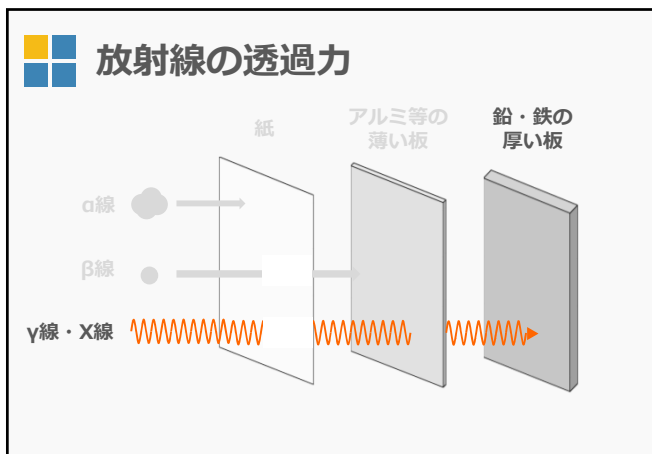 放射線の透過力
紙
アルミ等の
薄い板
鉛・鉄の
厚い板
α線
β線
γ線・X線